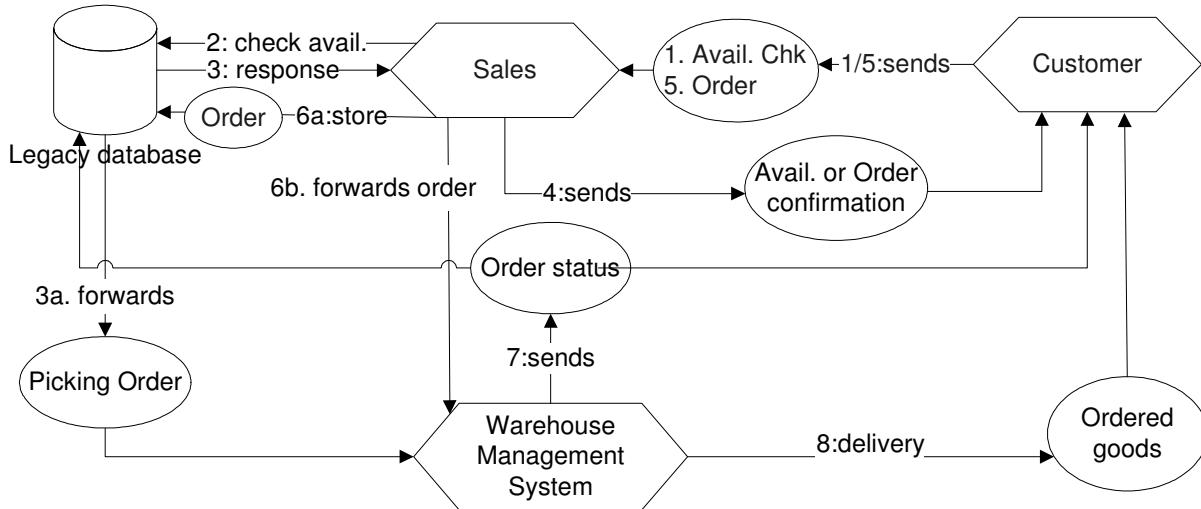 2: check avail.
3: response
Sales
1. Avail. Chk
5. Order
1/5:sends
Customer
Order
6a:store
Legacy database
6b. forwards order
4:sends
Avail. or Order
confirmation
Order status
3a. forwards
7:sends
Picking Order
Warehouse
Management
System
8:delivery
Ordered
goods